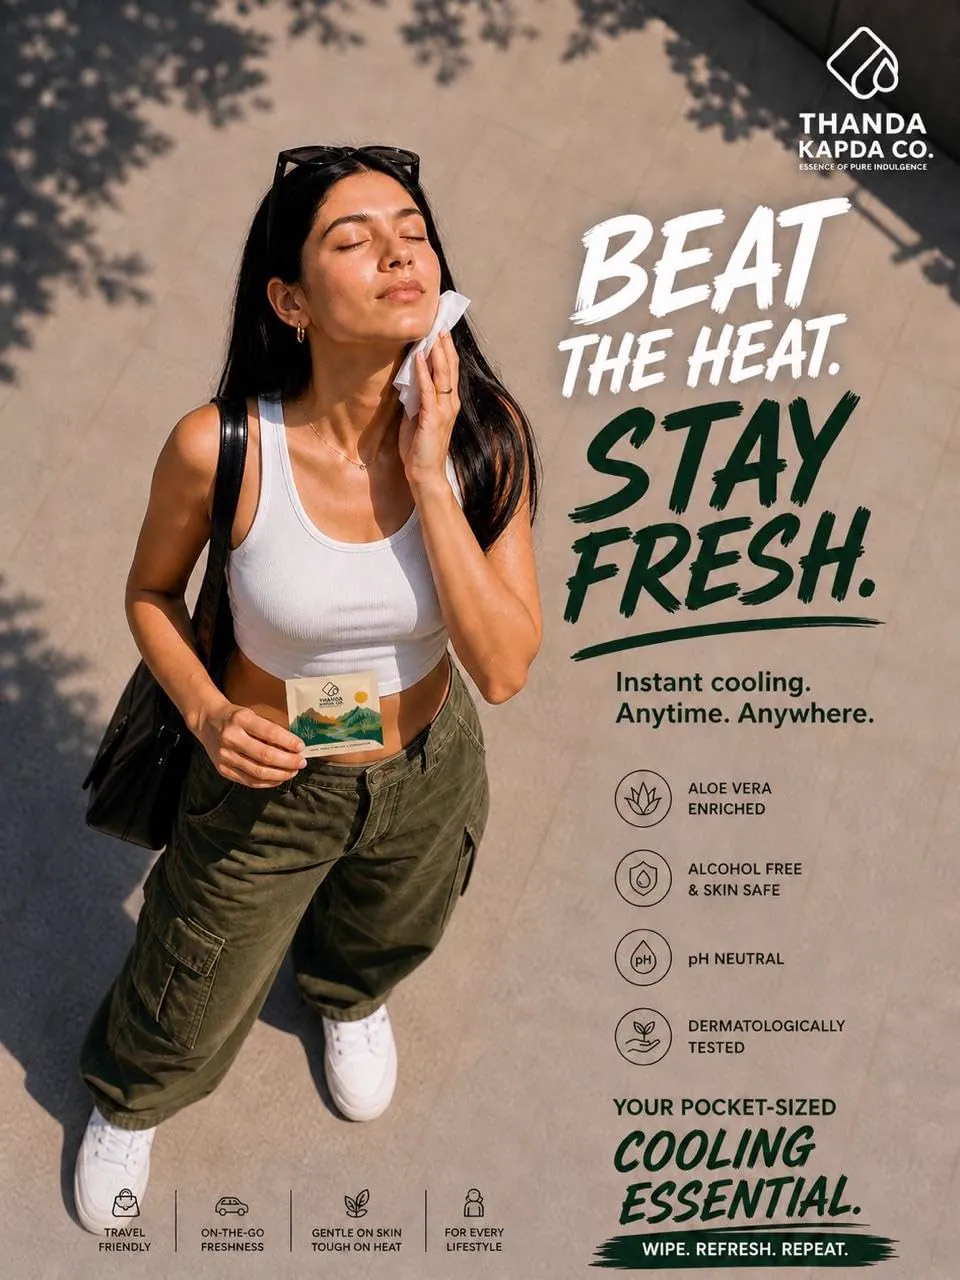 THANDA
KAPDA CO.
ESSENCE OF PURE INDULGENCE
BEAT
THE HEAT.
STAY
FRESH.
Instant cooling.
Anytime. Anywhere.
THANDA
KAPDA CO.
ALOE VERA
ENRICHED
ALCOHOL FREE
& SKIN SAFE
pH
pH NEUTRAL
DERMATOLOGICALLY
TESTED
YOUR POCKET-SIZED
COOLING
ESSENTIAL.
WIPE. REFRESH. REPEAT.
TRAVEL
FRIENDLY
ON-THE-GO
FRESHNESS
GENTLE ON SKIN
TOUGH ON HEAT
FOR EVERY
LIFESTYLE